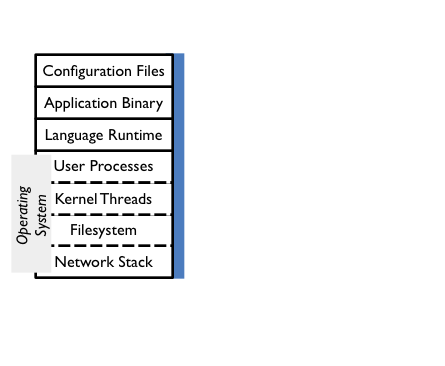 Configuration Files
Application Binary
Language Runtime
User Processes
Kernel Threads
Filesystem
Network Stack
Operating
System